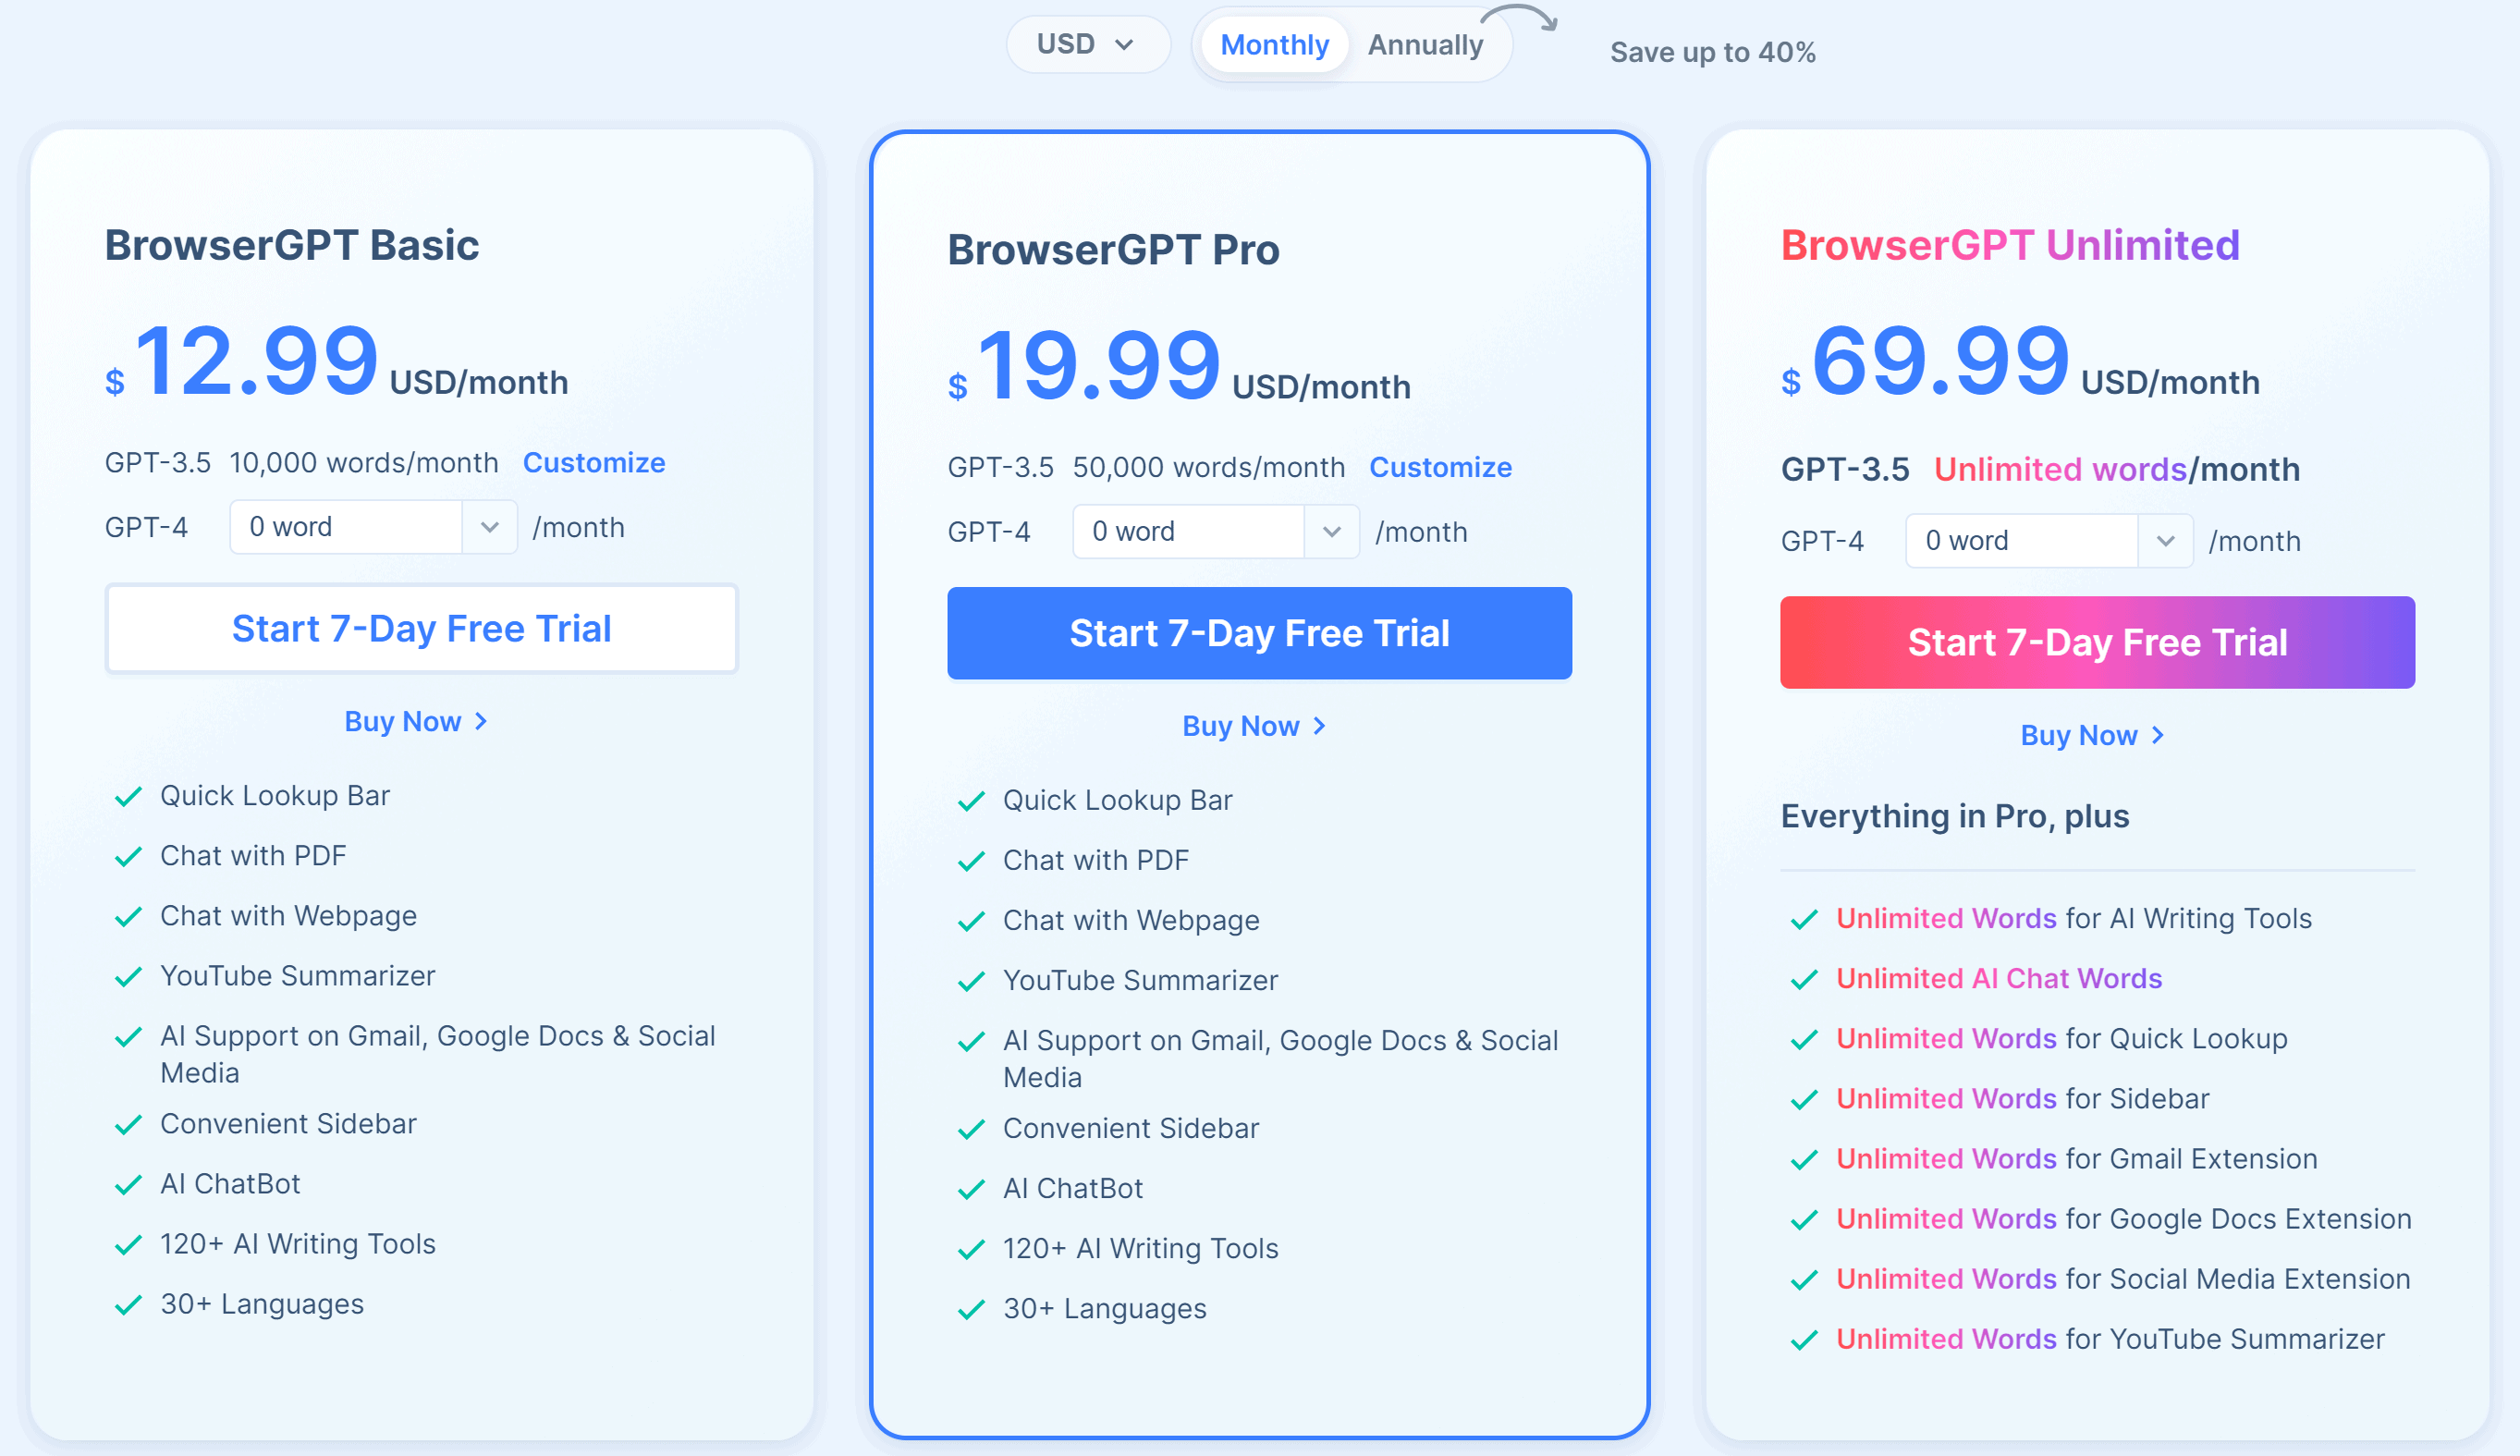 USD
Monthly Annually
Save up to 40%
BrowserGPT Basic
$ 12.99 USD/month
GPT-3.5 10,000 words/month Customize
GPT-4 0 word /month
Start 7-Day Free Trial
Buy Now
Quick Lookup Bar
Chat with PDF
Chat with Webpage
YouTube Summarizer
AI Support on Gmail, Google Docs & Social
Media
Convenient Sidebar
AI ChatBot
120+ AI Writing Tools
30+ Languages
BrowserGPT Pro
$ 19.99 USD/month
GPT-3.5 50,000 words/month Customize
GPT-4 0 word /month
Start 7-Day Free Trial
Buy Now
Quick Lookup Bar
Chat with PDF
Chat with Webpage
YouTube Summarizer
AI Support on Gmail, Google Docs & Social
Media
Convenient Sidebar
AI ChatBot
120+ AI Writing Tools
30+ Languages
BrowserGPT Unlimited
$ 69.99 USD/month
GPT-3.5 Unlimited words/month
GPT-4 0 word /month
Start 7-Day Free Trial
Buy Now
Everything in Pro, plus
Unlimited Words for AI Writing Tools
Unlimited AI Chat Words
Unlimited Words for Quick Lookup
Unlimited Words for Sidebar
Unlimited Words for Gmail Extension
Unlimited Words for Google Docs Extension
Unlimited Words for Social Media Extension
Unlimited Words for YouTube Summarizer